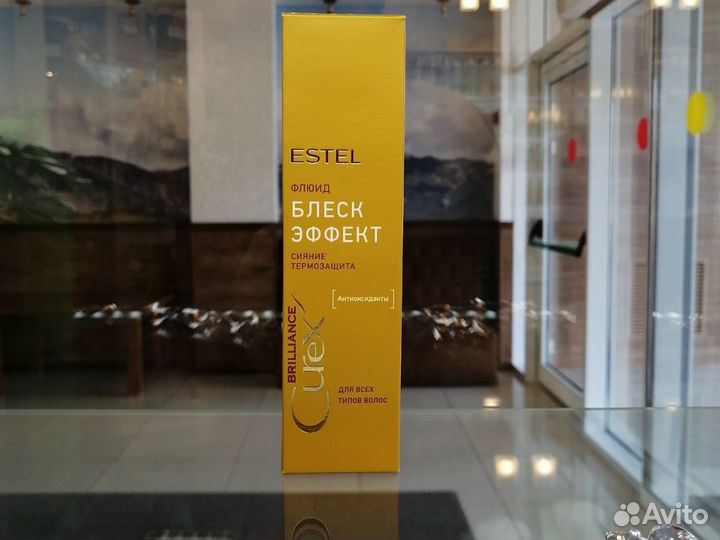 ESTEL
ФЛЮИД
БЛЕСК
ЭФФЕКТ
СИЯНИЕ
ТЕРМОЗАЩИТА
Антиоксиданты
BRILLIANCE
Curex
ДЛЯ ВСЕХ
ТИПОВ ВОЛОС
Avito